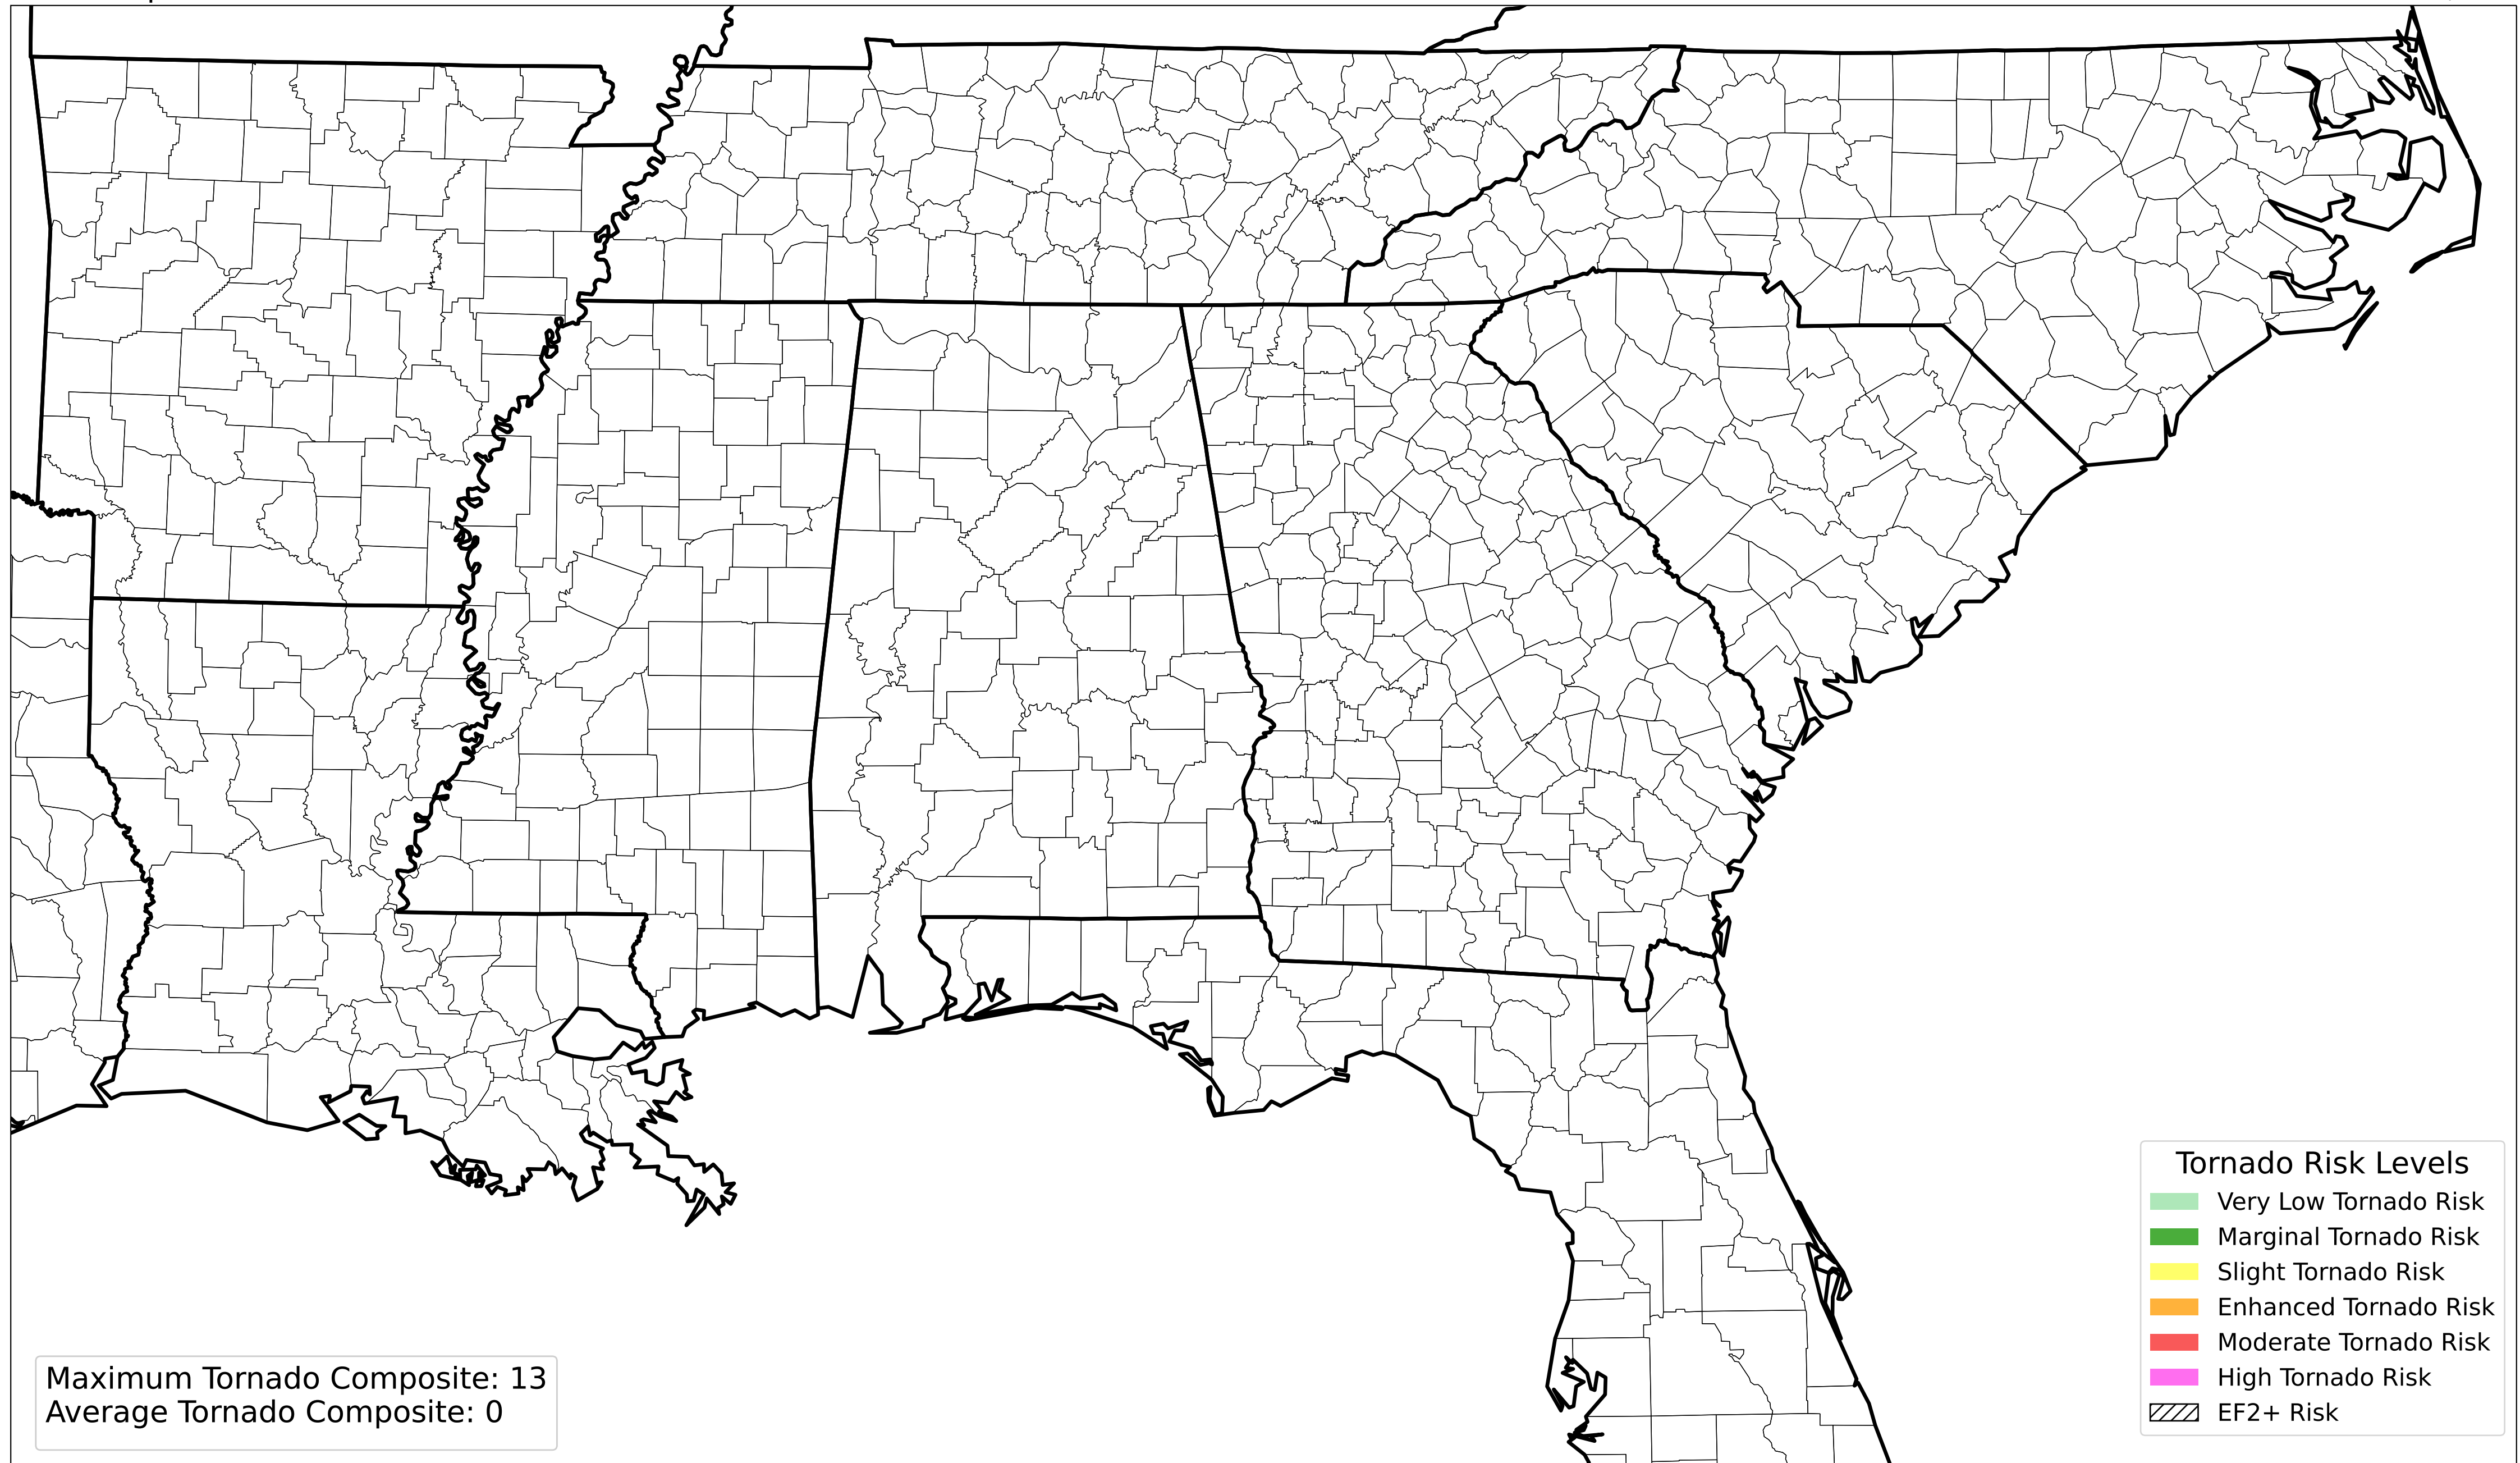 Tornado Risk Levels
Very Low Tornado Risk
Marginal Tornado Risk
Slight Tornado Risk
Enhanced Tornado Risk
Moderate Tornado Risk
High Tornado Risk
EF2+ Risk
Maximum Tornado Composite: 13
Average Tornado Composite: 0